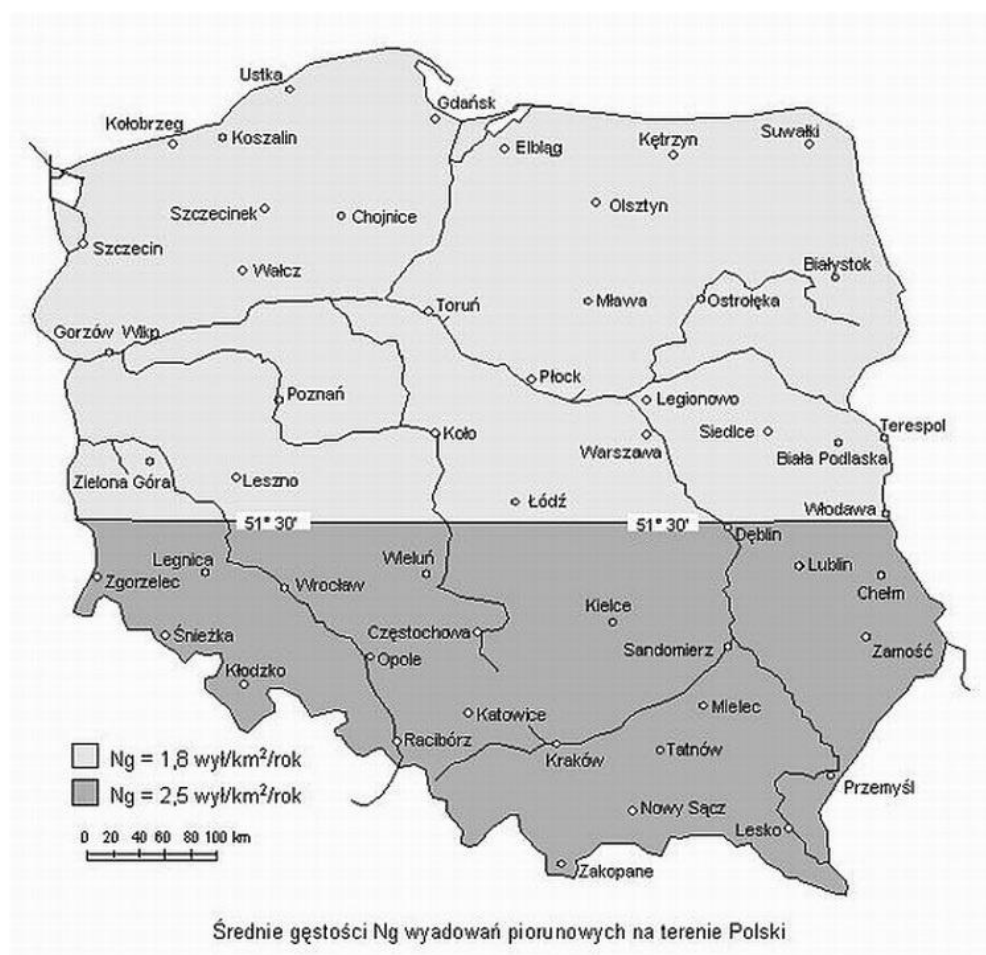 Ustka
Gdańsk
Kołobrzeg
Koszalin
Elbląg
Kętrzyn
Suwałki
Szczecinek
Chojnice
Olsztyn
Szczecin
Wałcz
Białystok
Toruń
Mława
Ostrołęka
Gorzów Wlkp
Płock
Poznań
Legionowo
Koło
Siedlce
Terespol
Warszawa
Biała Podlaska
Zielona Góra
Leszno
Łódź
Włodawa
51° 30'
51° 30'
Dęblin
Legnica
Wieluń
Lublin
Zgorzelec
Wrocław
Chełm
Kielce
Śnieżka
Częstochowa
Sandomierz
Zamość
Opole
Kłodzko
Mielec
Katowice
Racibórz
Kraków
Tatnów
Ng = 1,8 wył/km²/rok
Ng = 2,5 wył/km²/rok
Przemyśl
Nowy Sącz
Lesko
0 20 40 60 80 100 km
Zakopane
Średnie gęstości Ng wyadowań piorunowych na terenie Polski